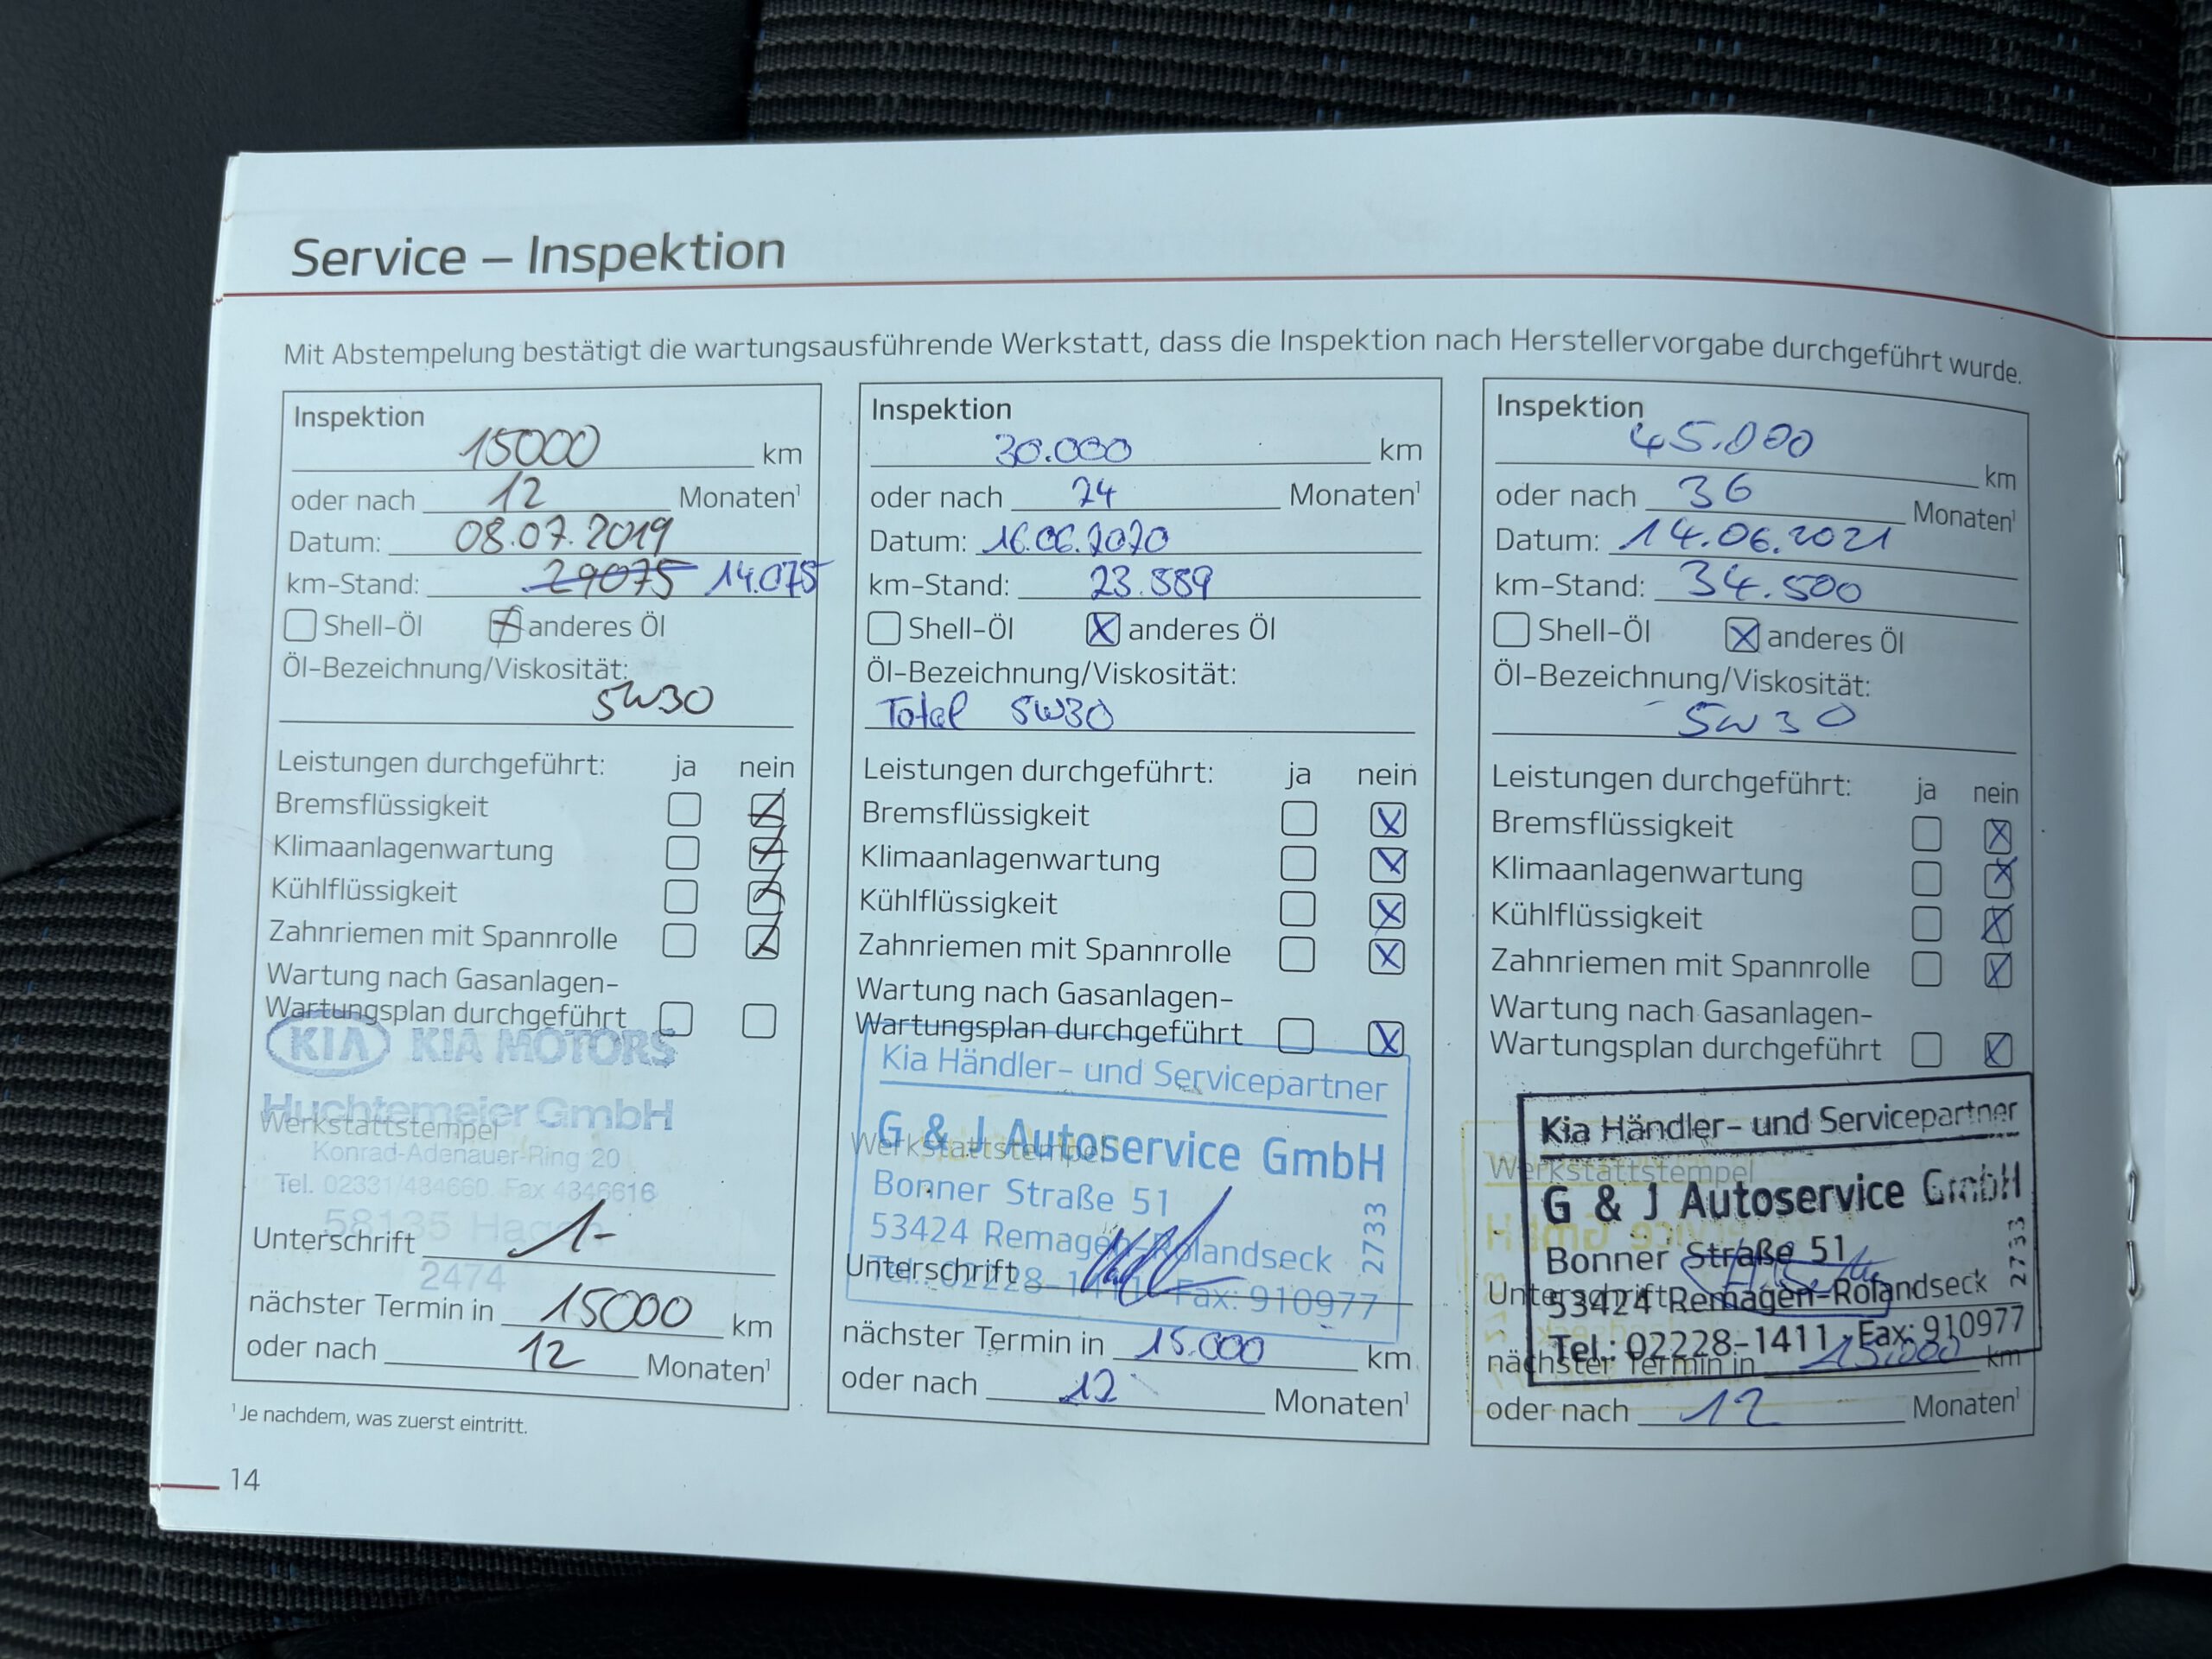 Service – Inspektion
Mit Abstempelung bestätigt die wartungsausführende Werkstatt, dass die Inspektion nach Herstellervorgabe durchgeführt wurde.
Inspektion
15000 km
oder nach 12 Monaten¹
Datum: 08.07.2019
km-Stand: 29075 14.075
Shell-Öl anderes Öl
Öl-Bezeichnung/Viskosität:
5W30
Leistungen durchgeführt: ja nein
Bremsflüssigkeit
Klimaanlagenwartung
Kühlflüssigkeit
Zahnriemen mit Spannrolle
Wartung nach Gasanlagen-
Wartungsplan durchgeführt
KIA KIA MOTORS
Huchtemeier GmbH
Werkstattstempel
Konrad-Adenauer-Ring 20
Tel. 02331/484660 Fax 4846616
58135 Hagen
Unterschrift
2474
nächster Termin in 15000 km
oder nach 12 Monaten¹
¹ Je nachdem, was zuerst eintritt.
14
Inspektion
30.000 km
oder nach 24 Monaten¹
Datum: 16.06.2020
km-Stand: 23.889
Shell-Öl anderes Öl
Öl-Bezeichnung/Viskosität:
Total 5W30
Leistungen durchgeführt: ja nein
Bremsflüssigkeit
Klimaanlagenwartung
Kühlflüssigkeit
Zahnriemen mit Spannrolle
Wartung nach Gasanlagen-
Wartungsplan durchgeführt
Kia Händler- und Servicepartner
G & J Autoservice GmbH
Werkstattstempel
Bonner Straße 51
53424 Remagen-Rolandseck
2733
Unterschrift
Tel.: 02228-1411 Fax: 910977
nächster Termin in 15.000 km
oder nach 12 Monaten¹
Inspektion
45.000 km
oder nach 36 Monaten¹
Datum: 14.06.2021
km-Stand: 34.500
Shell-Öl anderes Öl
Öl-Bezeichnung/Viskosität:
5W30
Leistungen durchgeführt: ja nein
Bremsflüssigkeit
Klimaanlagenwartung
Kühlflüssigkeit
Zahnriemen mit Spannrolle
Wartung nach Gasanlagen-
Wartungsplan durchgeführt
Kia Händler- und Servicepartner
Werkstattstempel
G & J Autoservice GmbH
Bonner Straße 51
2733
Unterschrift
53424 Remagen-Rolandseck
Tel.: 02228-1411 Fax: 910977
nächster Termin in 15.000 km
oder nach 12 Monaten¹